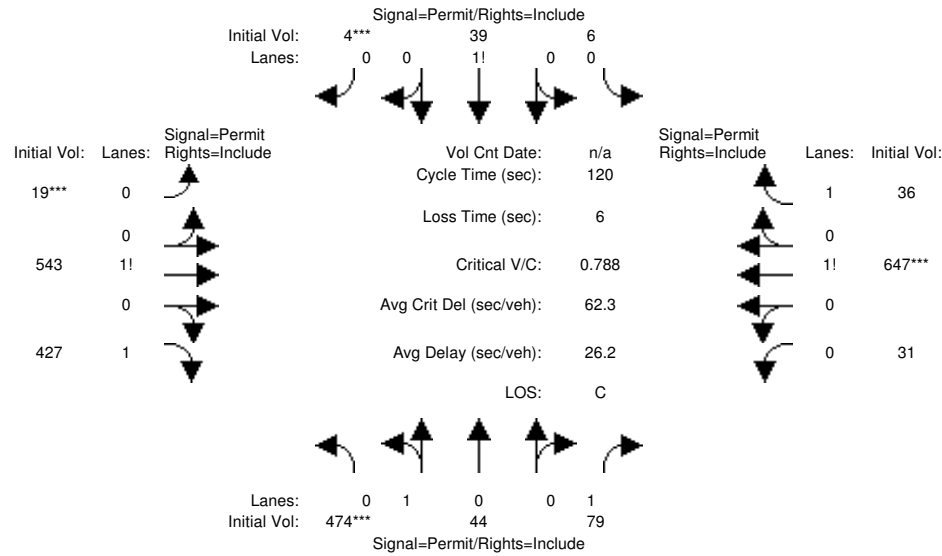 Signal=Permit/Rights=Include
Initial Vol: 4*** 39 6
Lanes: 0 0 1! 0 0
Signal=Permit
Initial Vol: Lanes: Rights=Include
Vol Cnt Date: n/a
Signal=Permit
Rights=Include Lanes: Initial Vol:
Cycle Time (sec): 120
19*** 0
1 36
Loss Time (sec): 6
0
0
543 1!
Critical V/C: 0.788
1! 647***
0
Avg Crit Del (sec/veh): 62.3
0
427 1
Avg Delay (sec/veh): 26.2
0 31
LOS: C
Lanes: 0 1 0 0 1
Initial Vol: 474*** 44 79
Signal=Permit/Rights=Include